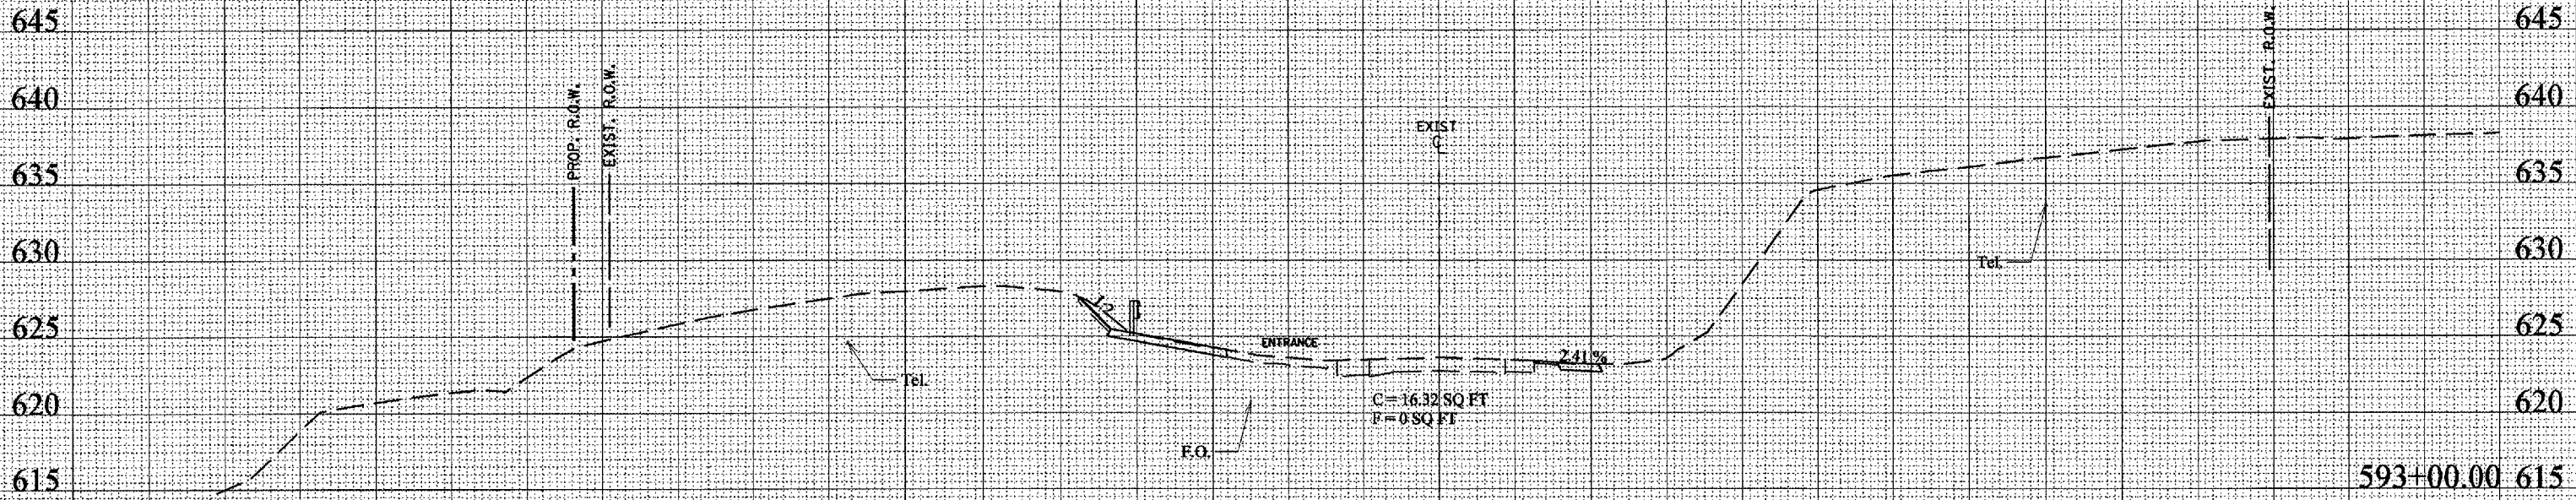 645
645
EXIST. R.O.W.
PROP. R.O.W.
EXIST. R.O.W.
640
640
EXIST
℄
635
635
630
630
Tel.
1:2
625
625
ENTRANCE
2.41%
Tel.
620
620
C = 16.32 SQ FT
F = 0 SQ FT
F.O.
615
593+00.00
615